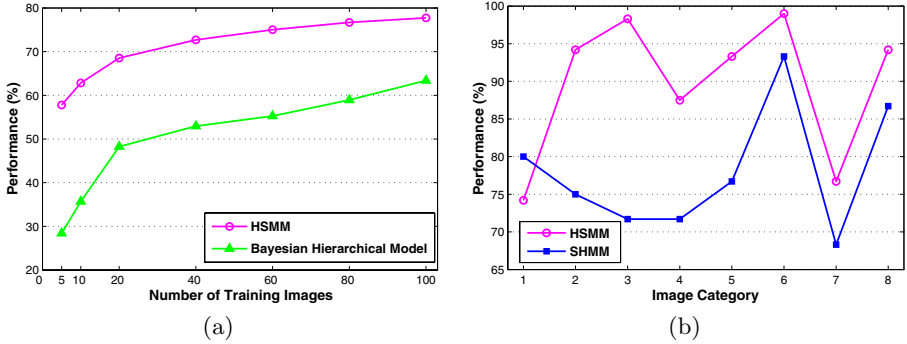 80
70
60
50
40
30
20
Performance (%)
0 5 10 20 40 60 80 100
Number of Training Images
HSMM
Bayesian Hierarchical Model
(a)
100
95
90
85
80
75
70
65
Performance (%)
1 2 3 4 5 6 7 8
Image Category
HSMM
SHMM
(b)